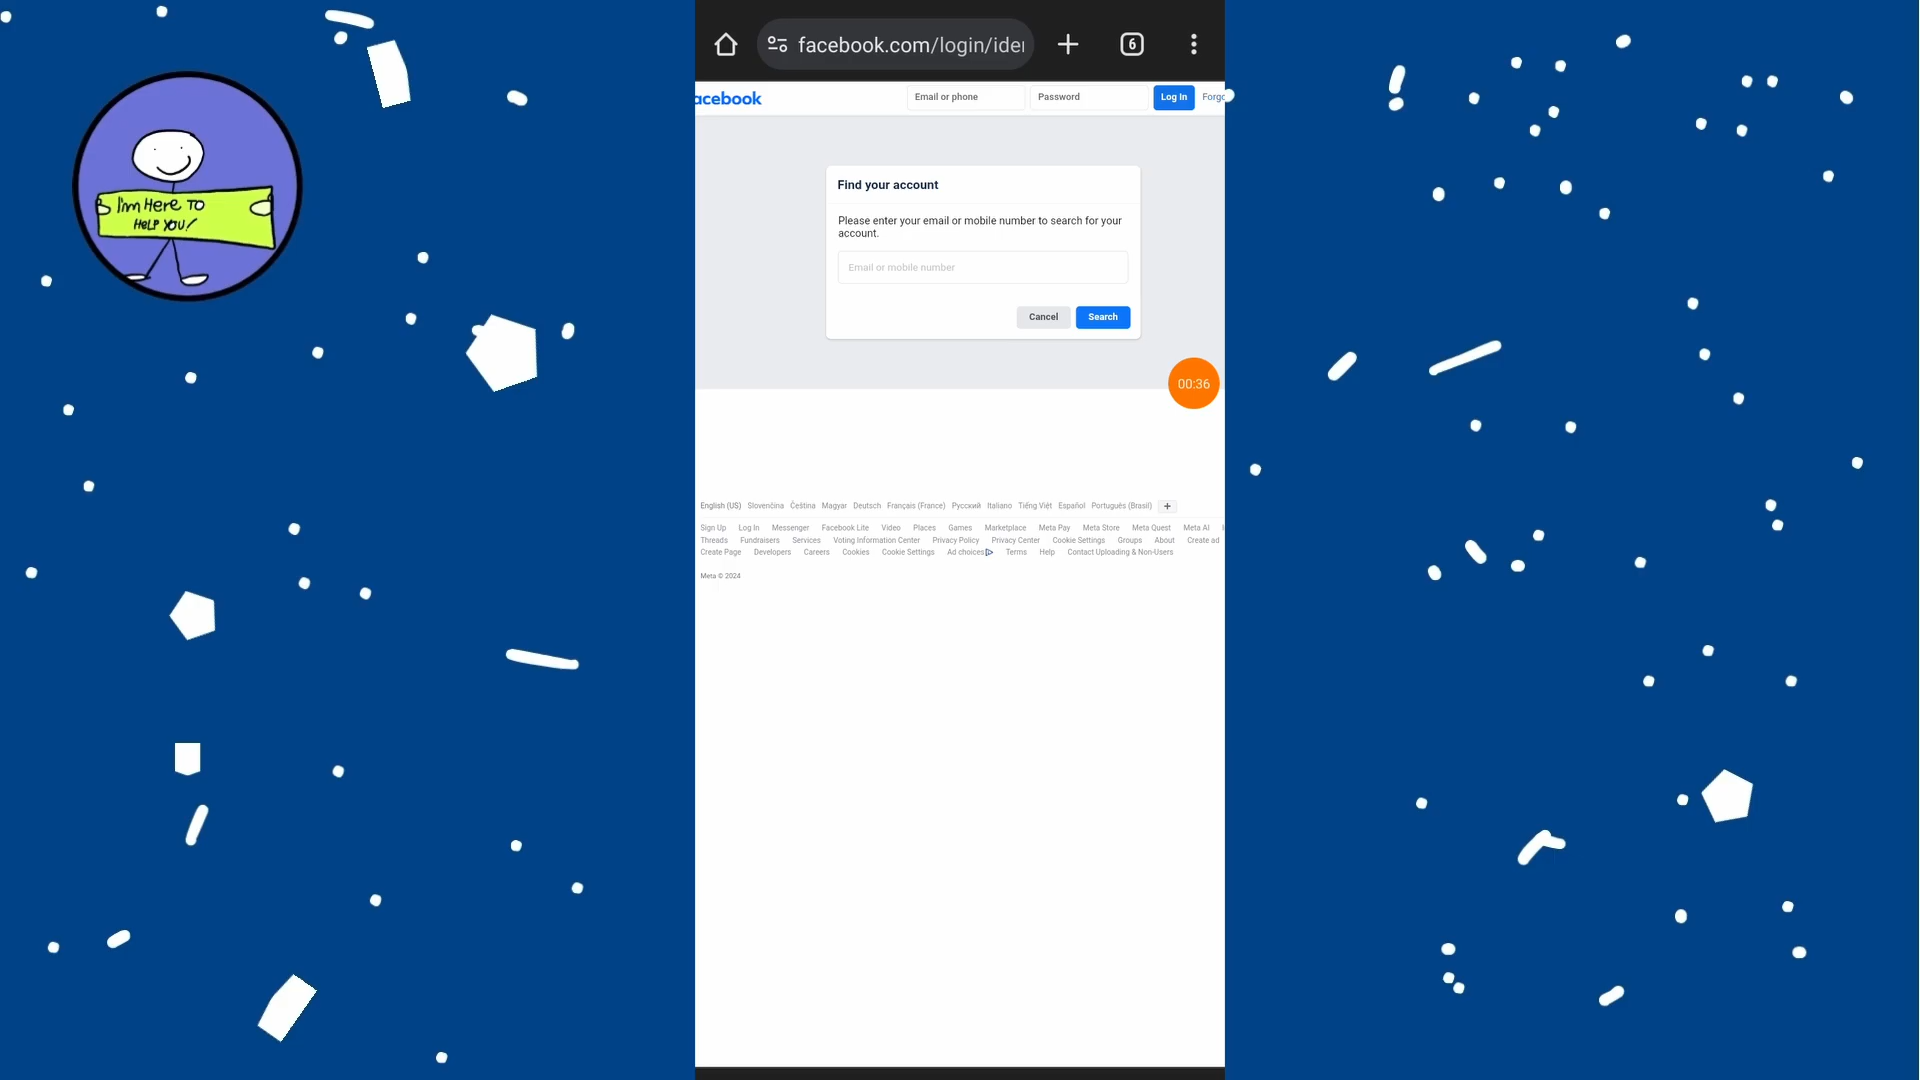 I'm HERE TO
HELP YOU!
facebook.com/login/iden
6
acebook
Email or phone
Password
Log In
Forgo
Find your account
Please enter your email or mobile number to search for your
account.
Email or mobile number
Cancel
Search
00:36
English (US) Slovenčina Čeština Magyar Deutsch Français (France) Русский Italiano Tiếng Việt Español Português (Brasil) +
Sign Up Log In Messenger Facebook Lite Video Places Games Marketplace Meta Pay Meta Store Meta Quest Meta AI
Threads Fundraisers Services Voting Information Center Privacy Policy Privacy Center Cookie Settings Groups About Create ad
Create Page Developers Careers Cookies Cookie Settings Ad choices Terms Help Contact Uploading & Non-Users
Meta © 2024